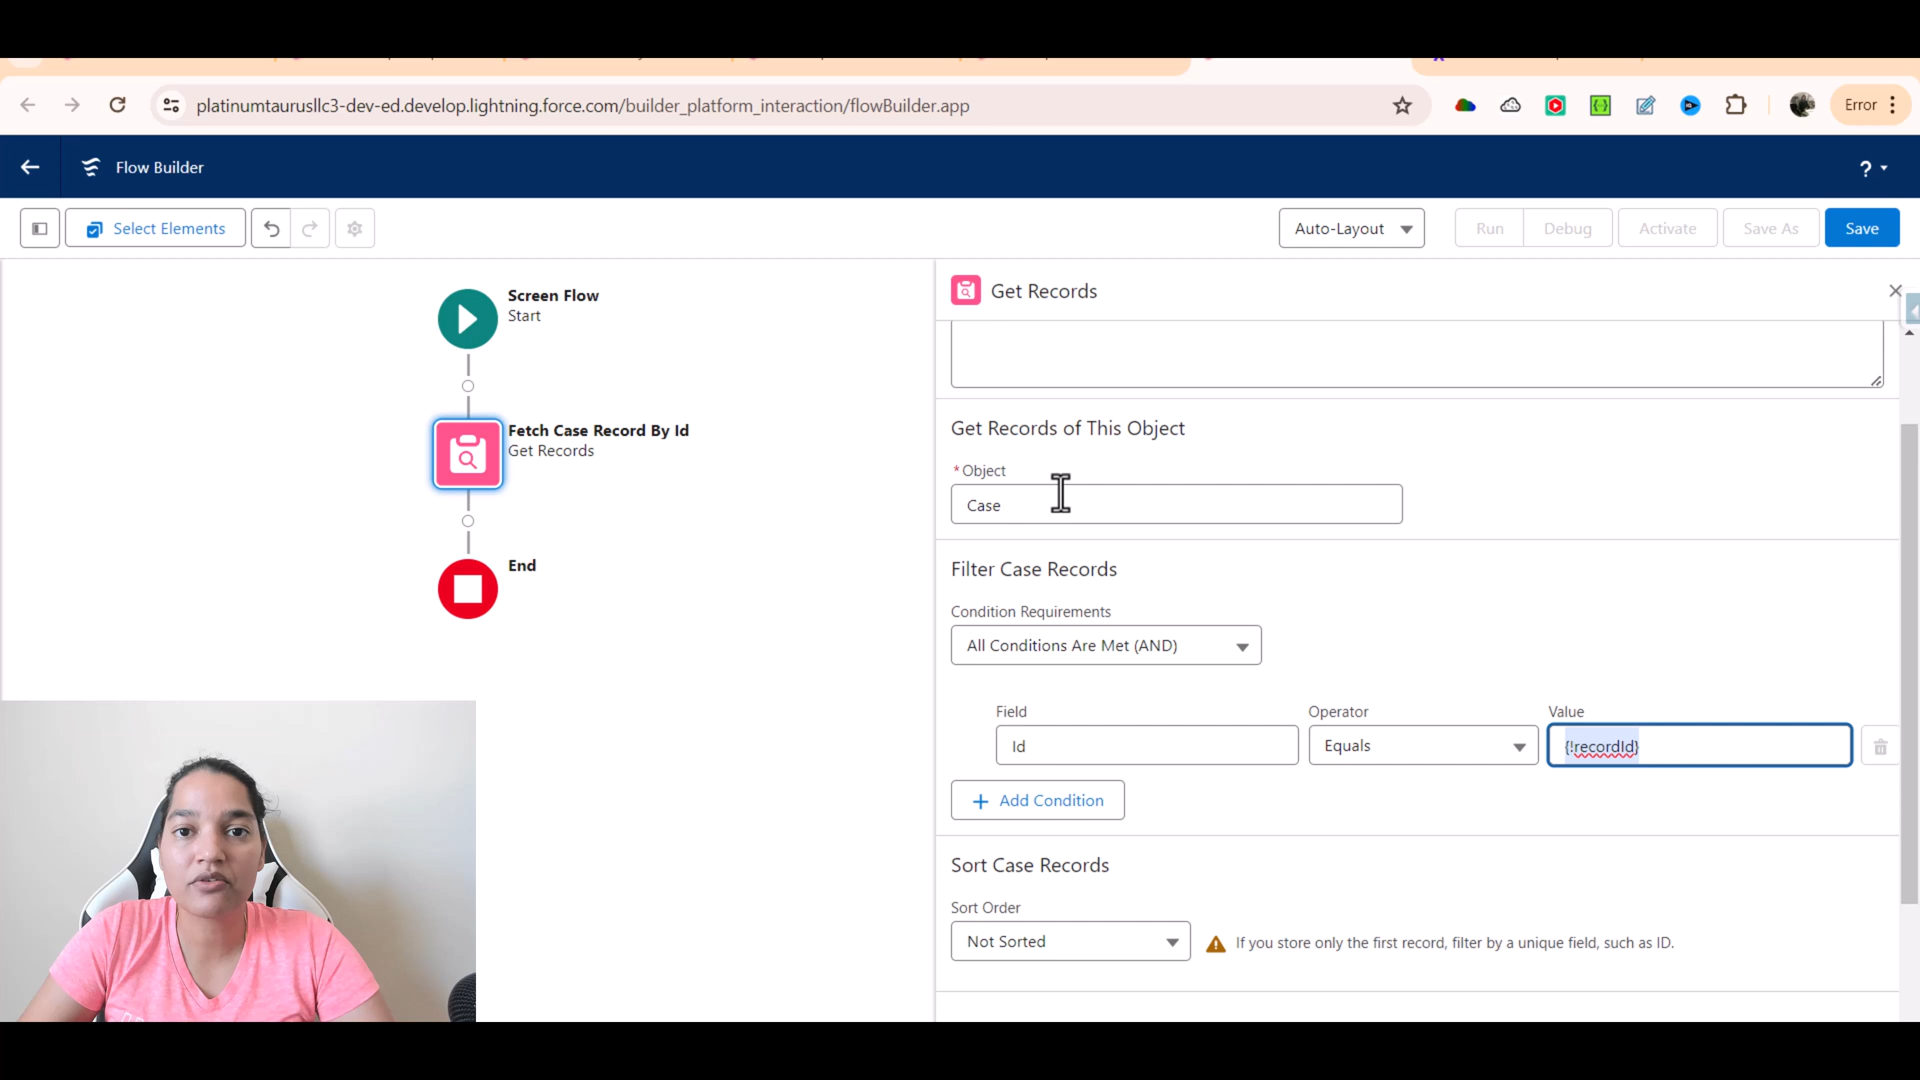 platinumtaurusllc3-dev-ed.develop.lightning.force.com/builder_platform_interaction/flowBuilder.app
Error
Flow Builder
?
Select Elements
Auto-Layout
Run
Debug
Activate
Save As
Save
Screen Flow
Start
Fetch Case Record By Id
Get Records
End
Get Records
Get Records of This Object
* Object
Case
Filter Case Records
Condition Requirements
All Conditions Are Met (AND)
Field
Operator
Value
Id
Equals
{!recordId}
+ Add Condition
Sort Case Records
Sort Order
Not Sorted
If you store only the first record, filter by a unique field, such as ID.